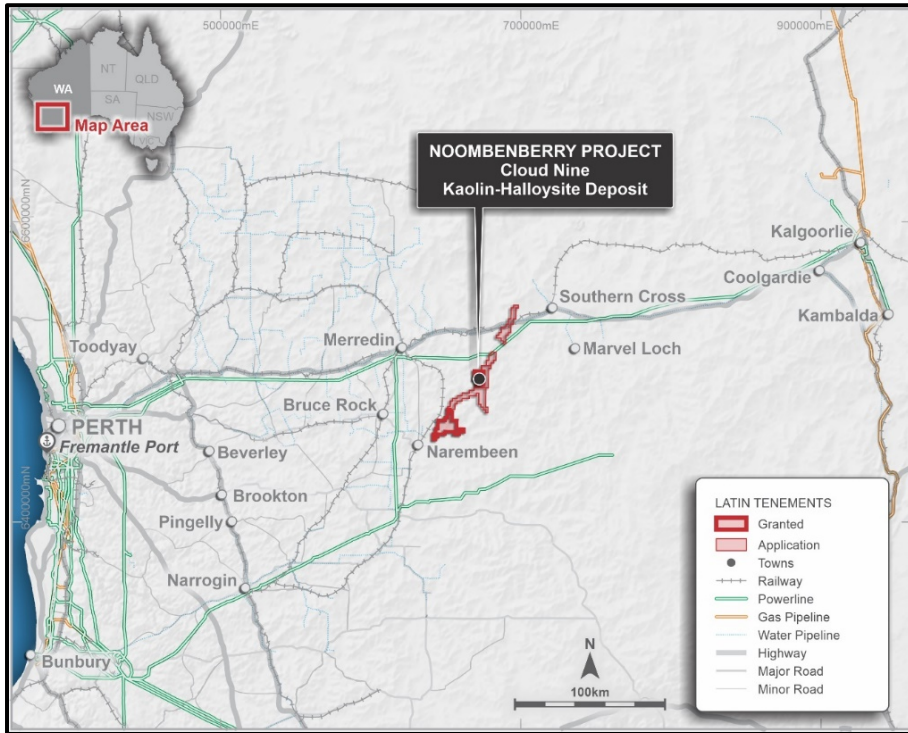 500000mE
700000mE
900000mE
NT
QLD
WA
SA
NSW
Map Area
NOOMBENBERRY PROJECT
Cloud Nine
Kaolin-Halloysite Deposit
6500000mN
Kalgoorlie
Coolgardie
Southern Cross
Kambalda
Merredin
Marvel Loch
Toodyay
Bruce Rock
PERTH
Fremantle Port
Beverley
Narembeen
Brookton
6400000mN
Pingelly
Narrogin
Bunbury
N
100km
LATIN TENEMENTS
Granted
Application
Towns
Railway
Powerline
Gas Pipeline
Water Pipeline
Highway
Major Road
Minor Road